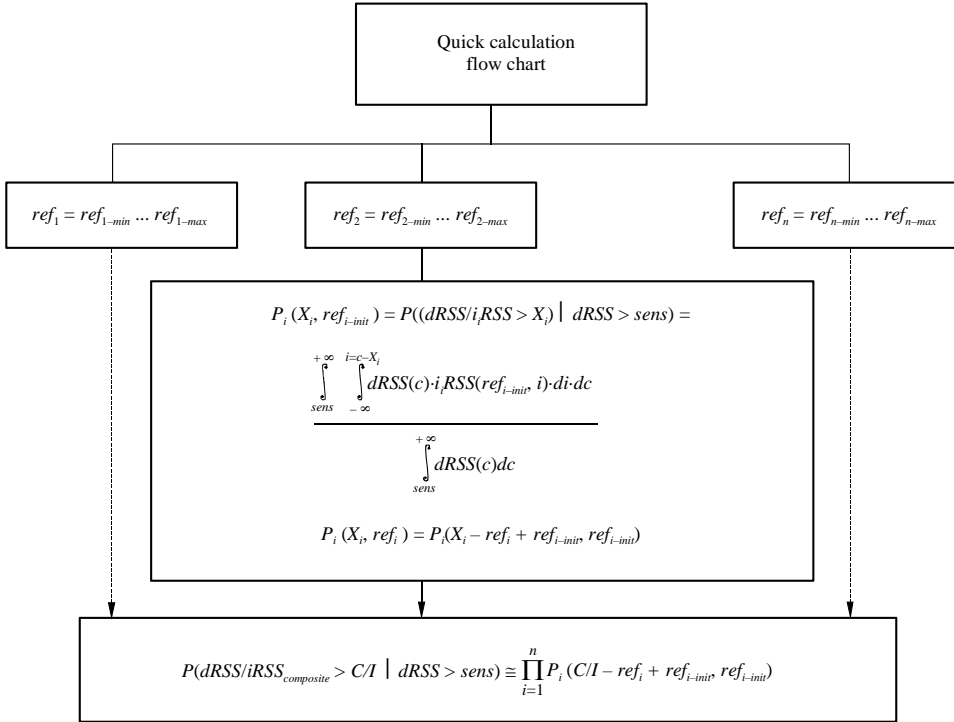 Quick calculation
flow chart
ref₁ = ref₁₋min ... ref₁₋max
ref₂ = ref₂₋min ... ref₂₋max
refₙ = refₙ₋min ... refₙ₋max
Pᵢ (Xᵢ, refᵢ₋init ) = P((dRSS/iᵢRSS > Xᵢ) | dRSS > sens) =
+ ∞ i=c–Xᵢ
∫ ∫ dRSS(c)·iᵢRSS(refᵢ₋init, i)·di·dc
sens – ∞
+ ∞
∫ dRSS(c)dc
sens
Pᵢ (Xᵢ, refᵢ ) = Pᵢ(Xᵢ – refᵢ + refᵢ₋init, refᵢ₋init)
n
P(dRSS/iRSScomposite > C/I | dRSS > sens) ≅ ∏ Pᵢ (C/I – refᵢ + refᵢ₋init, refᵢ₋init)
i=1